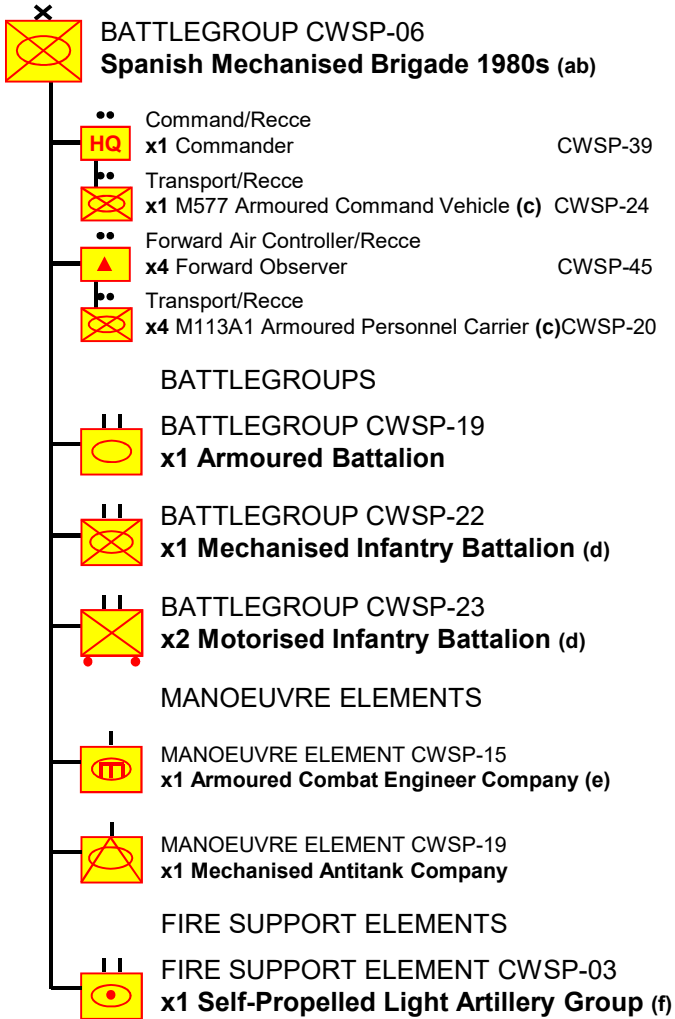 BATTLEGROUP CWSP-06
Spanish Mechanised Brigade 1980s (ab)
Command/Recce
HQ x1 Commander CWSP-39
Transport/Recce
x1 M577 Armoured Command Vehicle (c) CWSP-24
Forward Air Controller/Recce
x4 Forward Observer CWSP-45
Transport/Recce
x4 M113A1 Armoured Personnel Carrier (c)CWSP-20
BATTLEGROUPS
BATTLEGROUP CWSP-19
x1 Armoured Battalion
BATTLEGROUP CWSP-22
x1 Mechanised Infantry Battalion (d)
BATTLEGROUP CWSP-23
x2 Motorised Infantry Battalion (d)
MANOEUVRE ELEMENTS
MANOEUVRE ELEMENT CWSP-15
x1 Armoured Combat Engineer Company (e)
MANOEUVRE ELEMENT CWSP-19
x1 Mechanised Antitank Company
FIRE SUPPORT ELEMENTS
FIRE SUPPORT ELEMENT CWSP-03
x1 Self-Propelled Light Artillery Group (f)